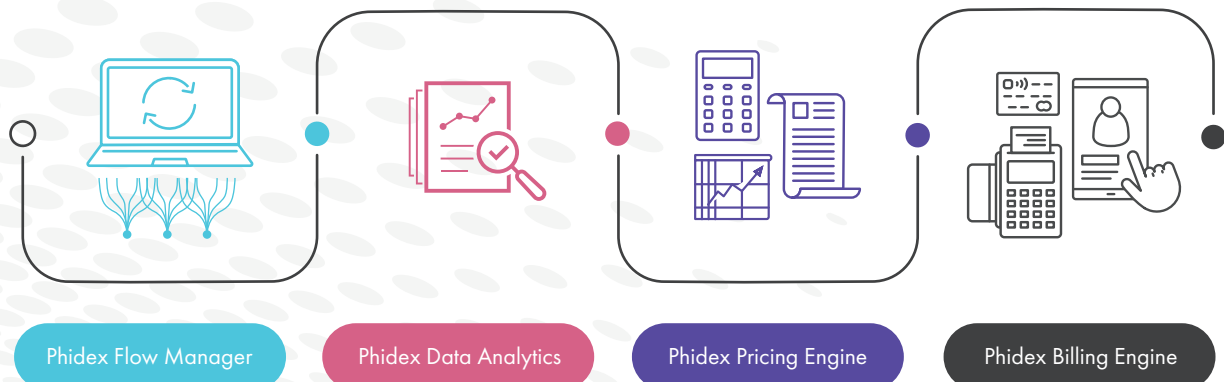 Phidex Flow Manager
Phidex Data Analytics
Phidex Pricing Engine
Phidex Billing Engine